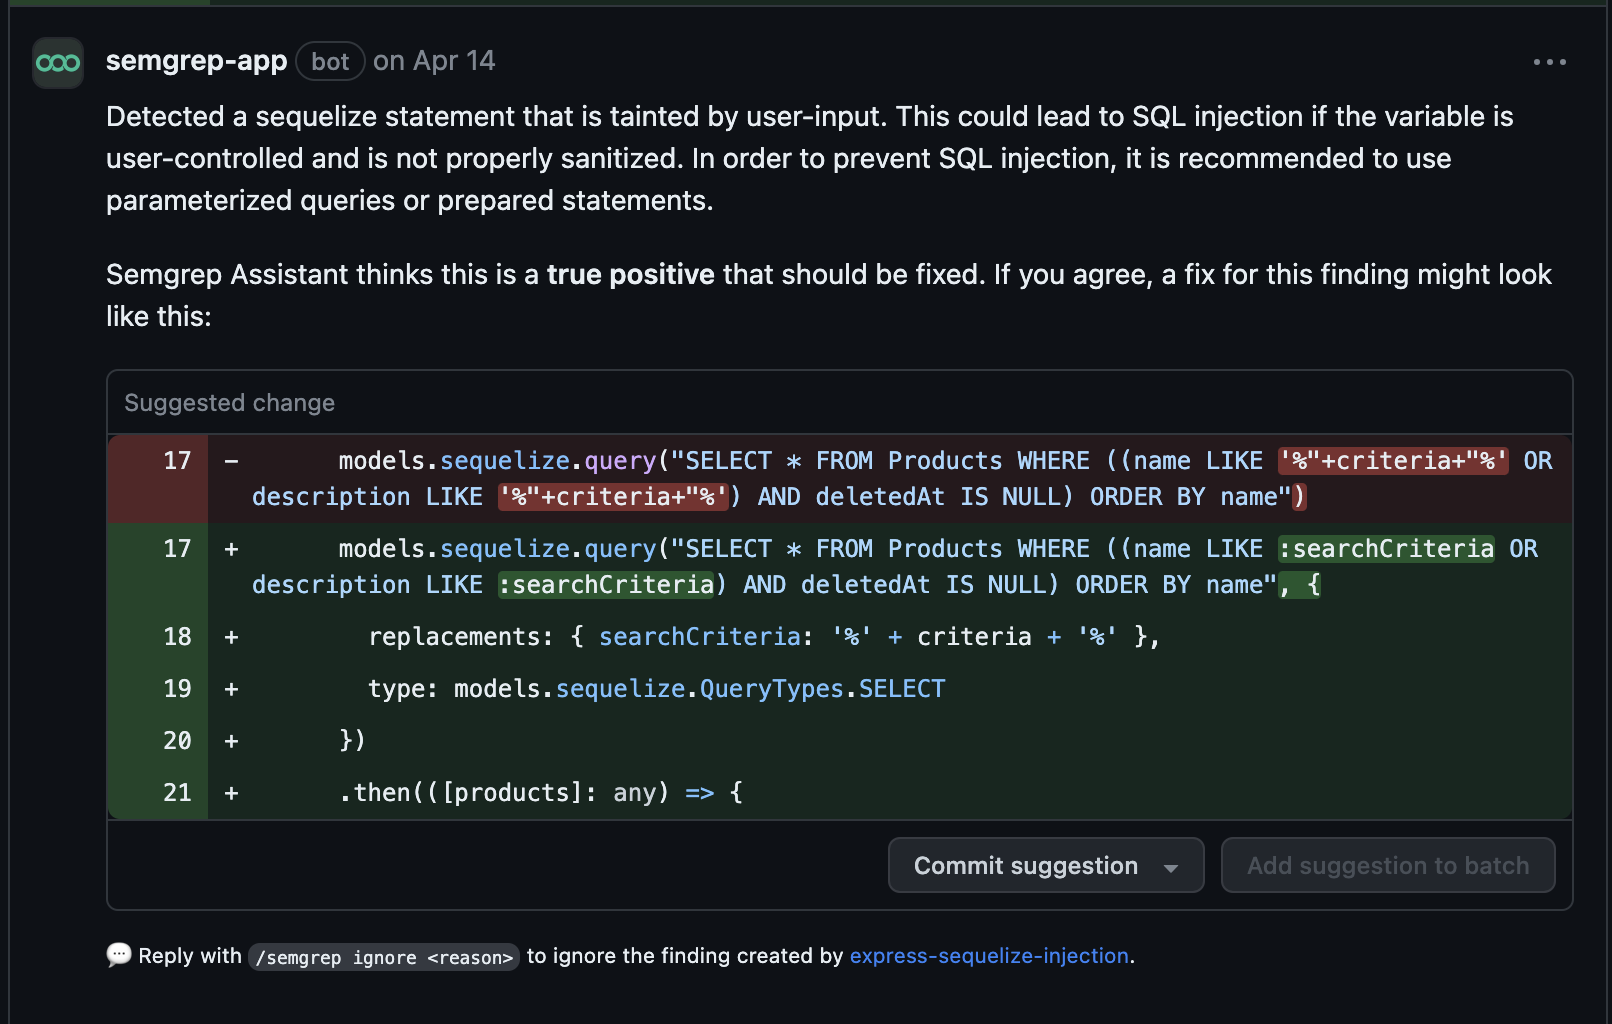 semgrep-app bot on Apr 14
Detected a sequelize statement that is tainted by user-input. This could lead to SQL injection if the variable is
user-controlled and is not properly sanitized. In order to prevent SQL injection, it is recommended to use
parameterized queries or prepared statements.
Semgrep Assistant thinks this is a true positive that should be fixed. If you agree, a fix for this finding might look
like this:
Suggested change
17 - models.sequelize.query("SELECT * FROM Products WHERE ((name LIKE '%"+criteria+"%' OR
description LIKE '%"+criteria+"%') AND deletedAt IS NULL) ORDER BY name")
17 + models.sequelize.query("SELECT * FROM Products WHERE ((name LIKE :searchCriteria OR
description LIKE :searchCriteria) AND deletedAt IS NULL) ORDER BY name", {
18 + replacements: { searchCriteria: '%' + criteria + '%' },
19 + type: models.sequelize.QueryTypes.SELECT
20 + })
21 + .then(([products]: any) => {
Commit suggestion
Add suggestion to batch
Reply with /semgrep ignore <reason> to ignore the finding created by express-sequelize-injection.